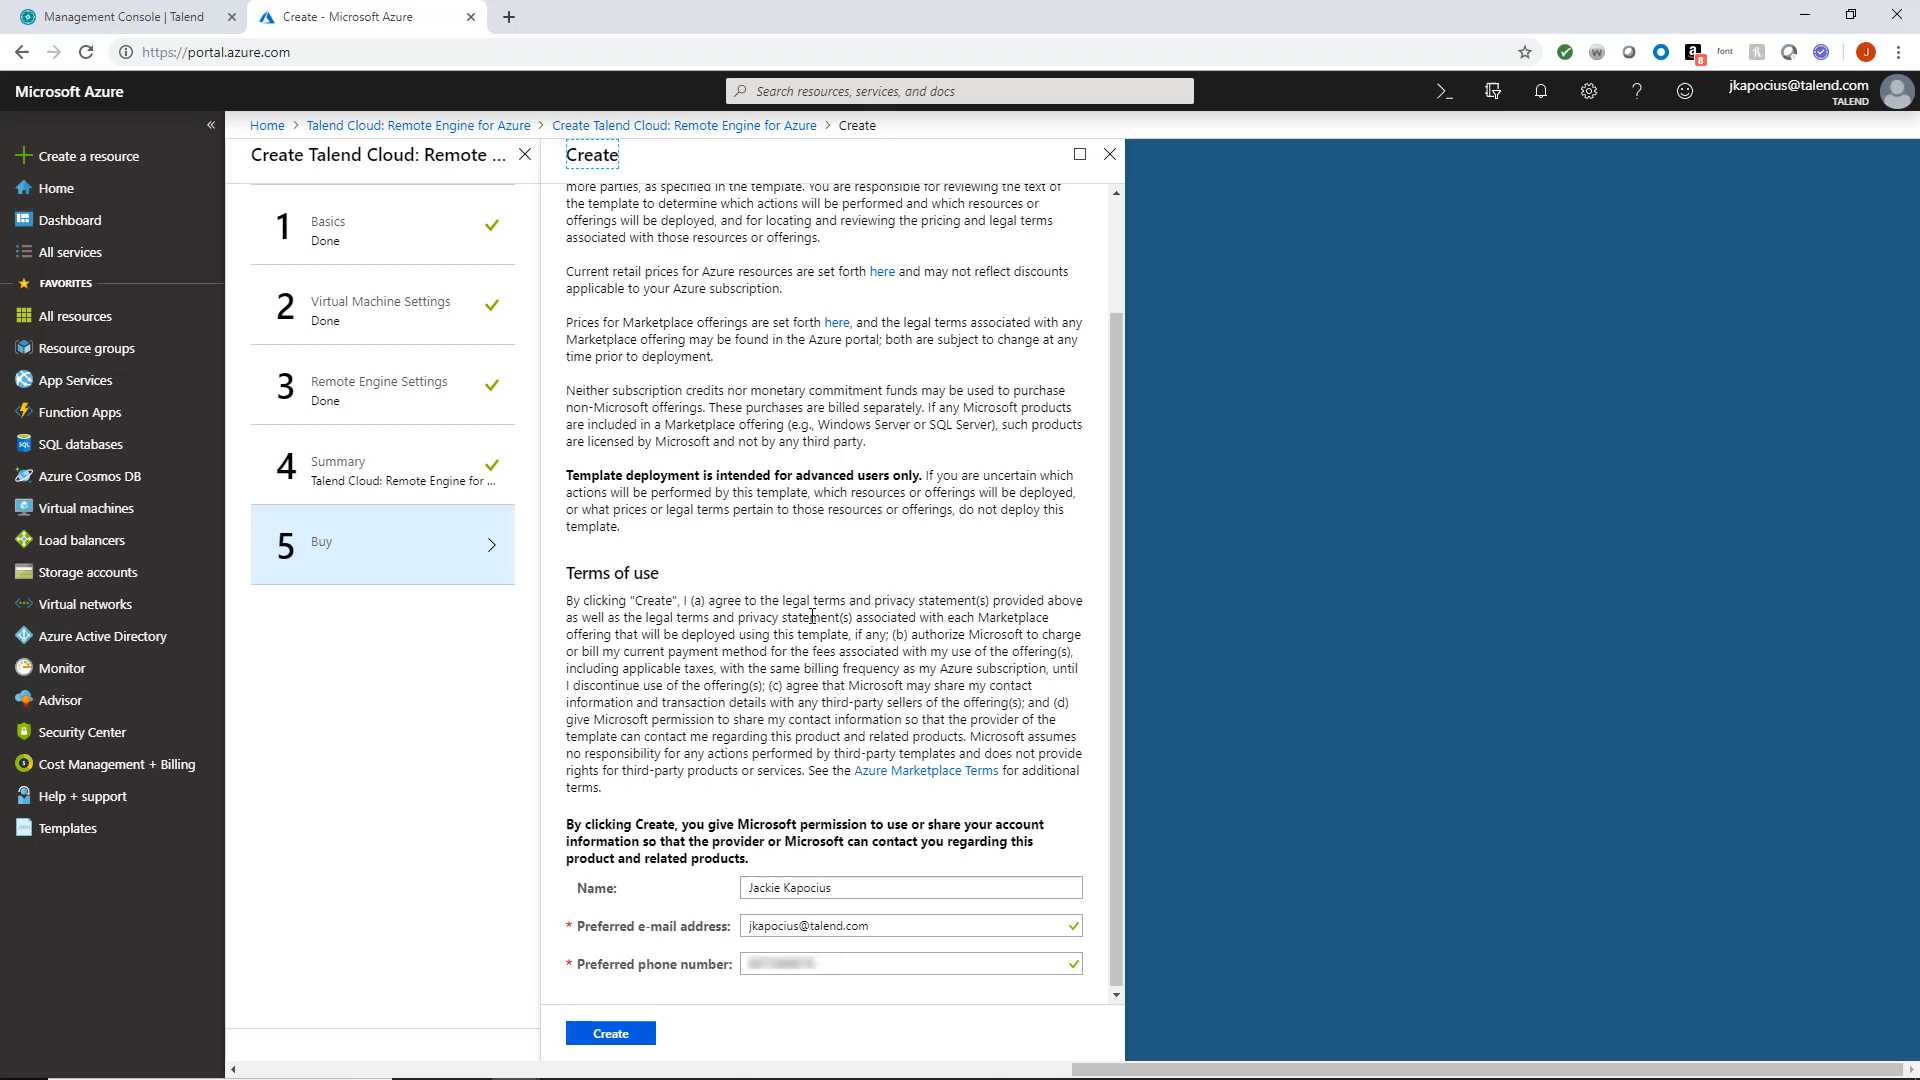 Management Console | Talend
Create - Microsoft Azure
https://portal.azure.com
a
8
font
J
Microsoft Azure
Search resources, services, and docs
jkapocius@talend.com
TALEND
Home > Talend Cloud: Remote Engine for Azure > Create Talend Cloud: Remote Engine for Azure > Create
Create a resource
Home
Dashboard
All services
FAVORITES
All resources
Resource groups
App Services
Function Apps
SQL databases
Azure Cosmos DB
Virtual machines
Load balancers
Storage accounts
Virtual networks
Azure Active Directory
Monitor
Advisor
Security Center
Cost Management + Billing
Help + support
Templates
Create Talend Cloud: Remote ...
1 Basics
Done
2 Virtual Machine Settings
Done
3 Remote Engine Settings
Done
4 Summary
Talend Cloud: Remote Engine for ...
5 Buy
Create
more parties, as specified in the template. You are responsible for reviewing the text of
the template to determine which actions will be performed and which resources or
offerings will be deployed, and for locating and reviewing the pricing and legal terms
associated with those resources or offerings.
Current retail prices for Azure resources are set forth here and may not reflect discounts
applicable to your Azure subscription.
Prices for Marketplace offerings are set forth here, and the legal terms associated with any
Marketplace offering may be found in the Azure portal; both are subject to change at any
time prior to deployment.
Neither subscription credits nor monetary commitment funds may be used to purchase
non-Microsoft offerings. These purchases are billed separately. If any Microsoft products
are included in a Marketplace offering (e.g., Windows Server or SQL Server), such products
are licensed by Microsoft and not by any third party.
Template deployment is intended for advanced users only. If you are uncertain which
actions will be performed by this template, which resources or offerings will be deployed,
or what prices or legal terms pertain to those resources or offerings, do not deploy this
template.
Terms of use
By clicking "Create", I (a) agree to the legal terms and privacy statement(s) provided above
as well as the legal terms and privacy statement(s) associated with each Marketplace
offering that will be deployed using this template, if any; (b) authorize Microsoft to charge
or bill my current payment method for the fees associated with my use of the offering(s),
including applicable taxes, with the same billing frequency as my Azure subscription, until
I discontinue use of the offering(s); (c) agree that Microsoft may share my contact
information and transaction details with any third-party sellers of the offering(s); and (d)
give Microsoft permission to share my contact information so that the provider of the
template can contact me regarding this product and related products. Microsoft assumes
no responsibility for any actions performed by third-party templates and does not provide
rights for third-party products or services. See the Azure Marketplace Terms for additional
terms.
By clicking Create, you give Microsoft permission to use or share your account
information so that the provider or Microsoft can contact you regarding this
product and related products.
Name: Jackie Kapocius
* Preferred e-mail address: jkapocius@talend.com
* Preferred phone number:
Create